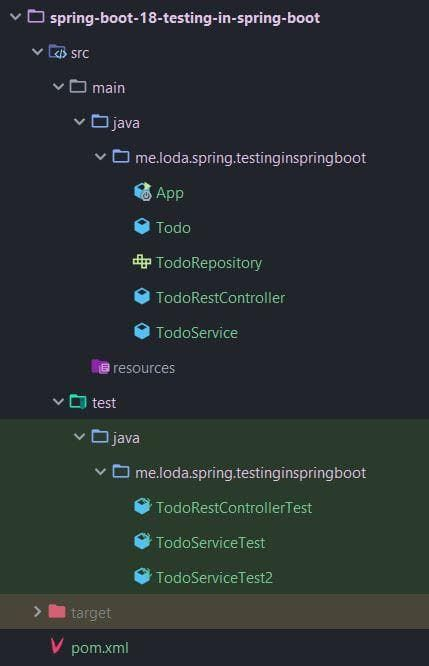 spring-boot-18-testing-in-spring-boot
src
main
java
me.loda.spring.testinginspringboot
App
Todo
TodoRepository
TodoRestController
TodoService
resources
test
java
me.loda.spring.testinginspringboot
TodoRestControllerTest
TodoServiceTest
TodoServiceTest2
target
pom.xml